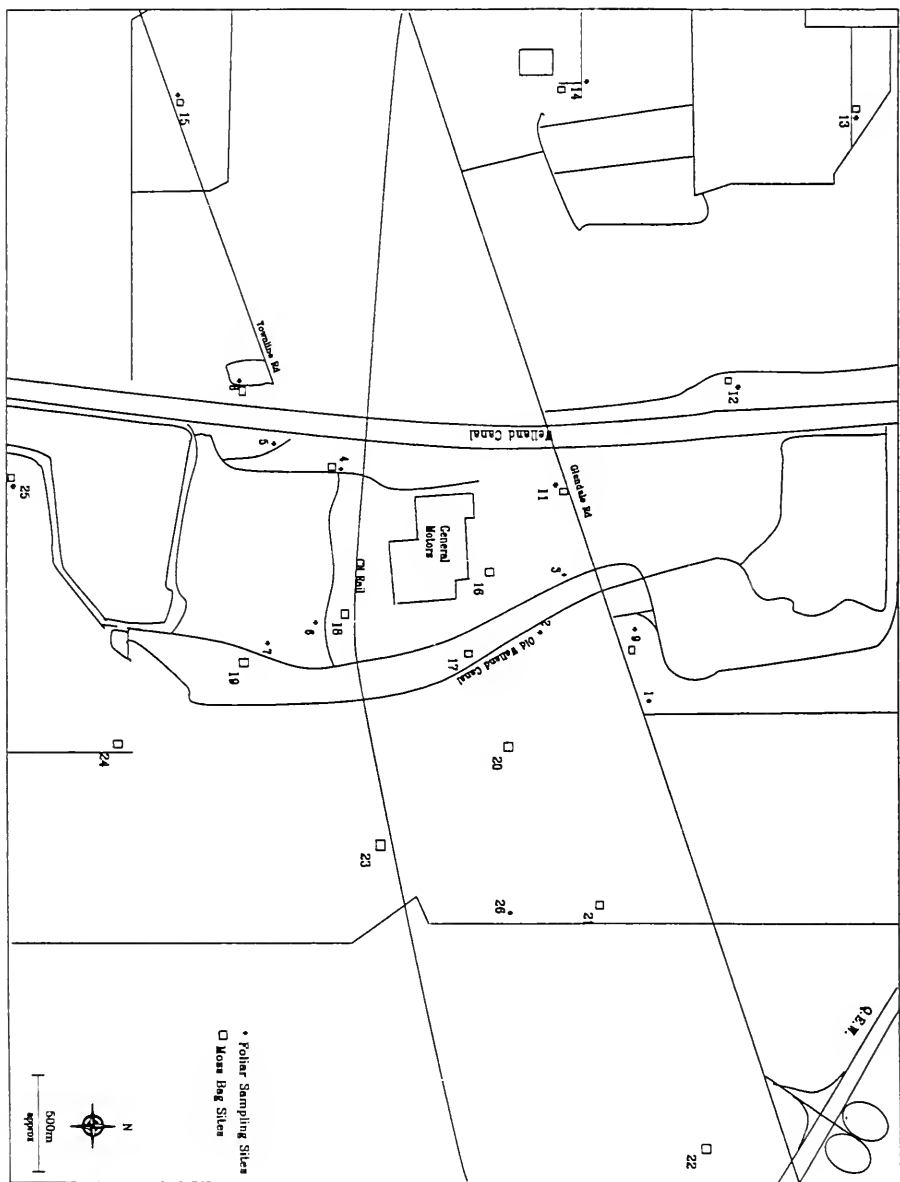 Q.E.W.
13
12
22
1
9
21
14
Glendale Rd
11
3
2
Welland Canal
Old Welland Canal
26
20
16
17
General
Motors
23
CN Rail
4
18
6
5
7
Townline Rd
8
19
15
24
25
• Foliar Sampling Sites
□ Moss Bag Sites
N
500m
approx